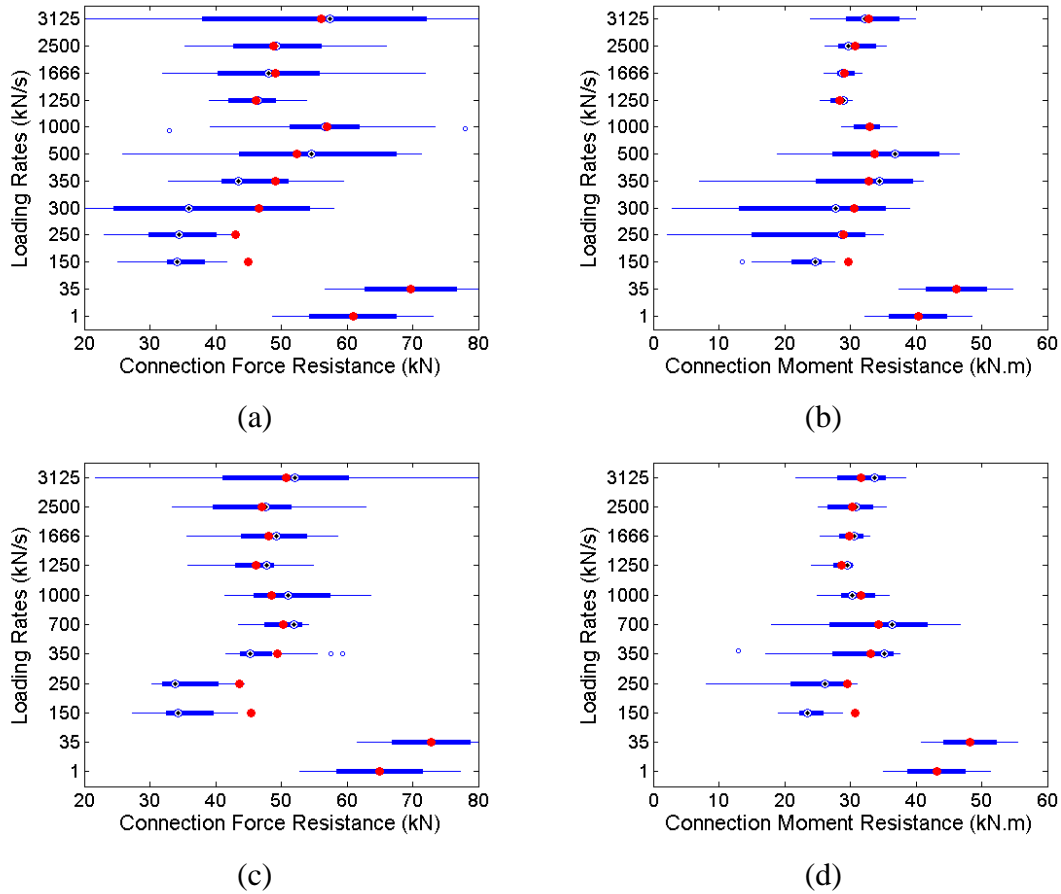 3125
2500
1666
1250
1000
500
350
300
250
150
35
1
Loading Rates (kN/s)
20 30 40 50 60 70 80
Connection Force Resistance (kN)
(a)
3125
2500
1666
1250
1000
500
350
300
250
150
35
1
Loading Rates (kN/s)
0 10 20 30 40 50 60
Connection Moment Resistance (kN.m)
(b)
3125
2500
1666
1250
1000
700
350
250
150
35
1
Loading Rates (kN/s)
20 30 40 50 60 70 80
Connection Force Resistance (kN)
(c)
3125
2500
1666
1250
1000
700
350
250
150
35
1
Loading Rates (kN/s)
0 10 20 30 40 50 60
Connection Moment Resistance (kN.m)
(d)